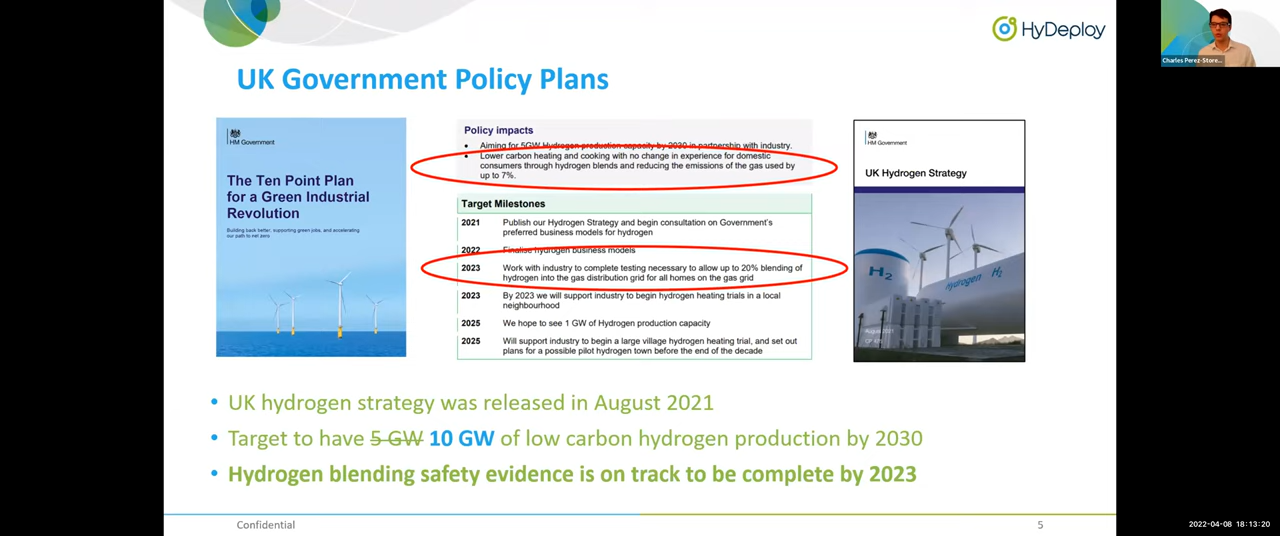 HyDeploy
Charles Perez-Store...
UK Government Policy Plans
HM Government
The Ten Point Plan
for a Green Industrial
Revolution
Building back better, supporting green jobs, and accelerating
our path to net zero
Policy impacts
• Aiming for 5GW Hydrogen production capacity by 2030 in partnership with industry.
• Lower carbon heating and cooking with no change in experience for domestic
consumers through hydrogen blends and reducing the emissions of the gas used by
up to 7%.
Target Milestones
2021 Publish our Hydrogen Strategy and begin consultation on Government's
preferred business models for hydrogen
2022 Finalise hydrogen business models
2023 Work with industry to complete testing necessary to allow up to 20% blending of
hydrogen into the gas distribution grid for all homes on the gas grid
2023 By 2023 we will support industry to begin hydrogen heating trials in a local
neighbourhood
2025 We hope to see 1 GW of Hydrogen production capacity
2025 Will support industry to begin a large village hydrogen heating trial, and set out
plans for a possible pilot hydrogen town before the end of the decade
HM Government
UK Hydrogen Strategy
H2
Hydrogen H2
August 2021
• UK hydrogen strategy was released in August 2021
• Target to have 5 GW 10 GW of low carbon hydrogen production by 2030
• Hydrogen blending safety evidence is on track to be complete by 2023
Confidential
5
2022-04-08 18:13:20